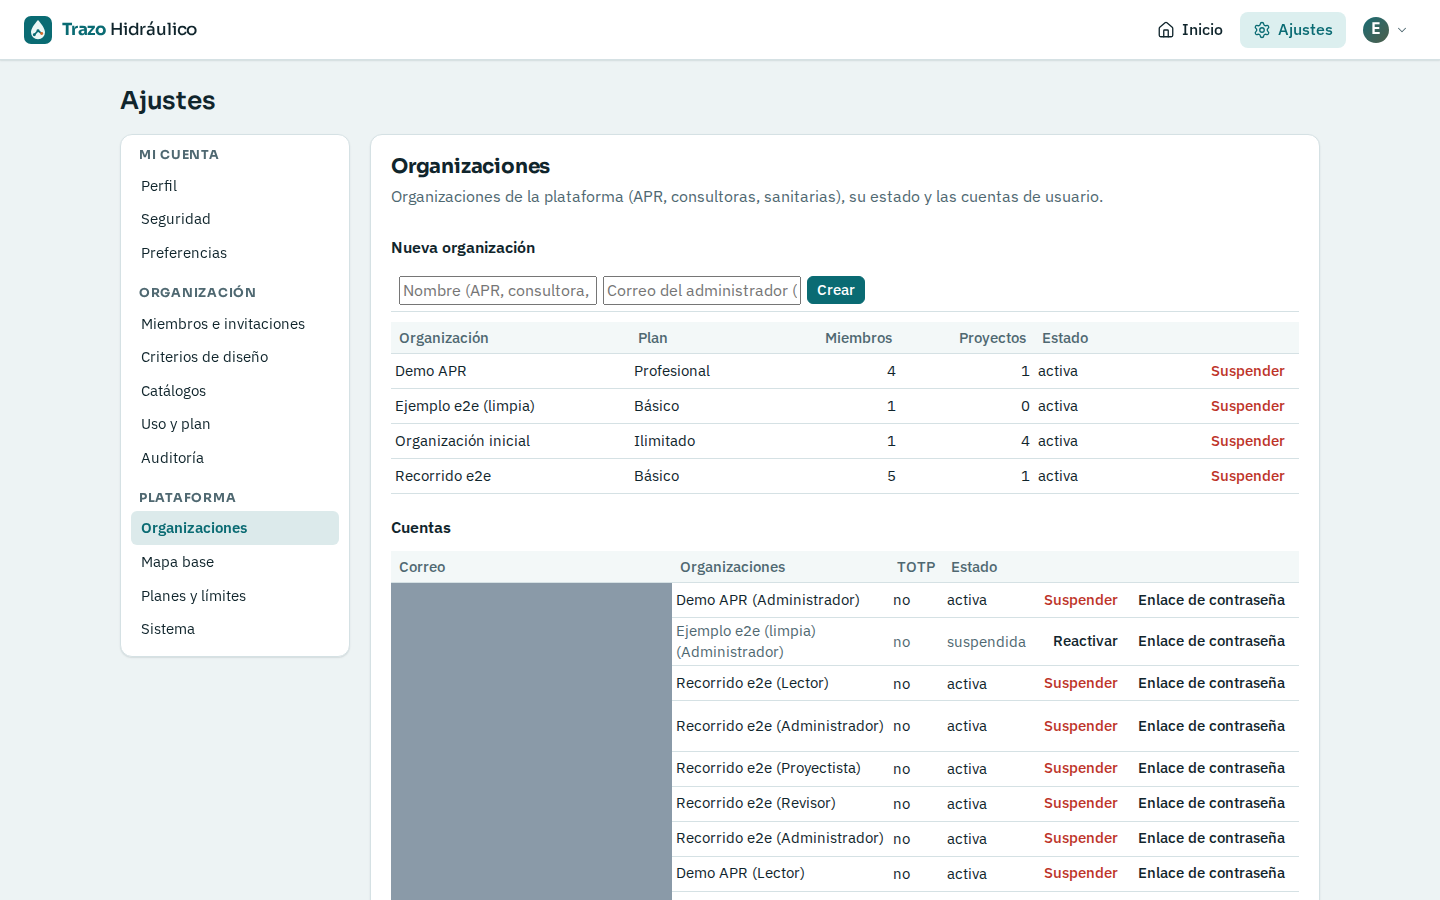 Trazo Hidráulico
Inicio
Ajustes
E
Ajustes
MI CUENTA
Perfil
Seguridad
Preferencias
ORGANIZACIÓN
Miembros e invitaciones
Criterios de diseño
Catálogos
Uso y plan
Auditoría
PLATAFORMA
Organizaciones
Mapa base
Planes y límites
Sistema
Organizaciones
Organizaciones de la plataforma (APR, consultoras, sanitarias), su estado y las cuentas de usuario.
Nueva organización
Nombre (APR, consultora, Correo del administrador ( Crear
Organización Plan Miembros Proyectos Estado
Demo APR Profesional 4 1 activa Suspender
Ejemplo e2e (limpia) Básico 1 0 activa Suspender
Organización inicial Ilimitado 1 4 activa Suspender
Recorrido e2e Básico 5 1 activa Suspender
Cuentas
Correo Organizaciones TOTP Estado
Demo APR (Administrador) no activa Suspender Enlace de contraseña
Ejemplo e2e (limpia)
(Administrador) no suspendida Reactivar Enlace de contraseña
Recorrido e2e (Lector) no activa Suspender Enlace de contraseña
Recorrido e2e (Administrador) no activa Suspender Enlace de contraseña
Recorrido e2e (Proyectista) no activa Suspender Enlace de contraseña
Recorrido e2e (Revisor) no activa Suspender Enlace de contraseña
Recorrido e2e (Administrador) no activa Suspender Enlace de contraseña
Demo APR (Lector) no activa Suspender Enlace de contraseña